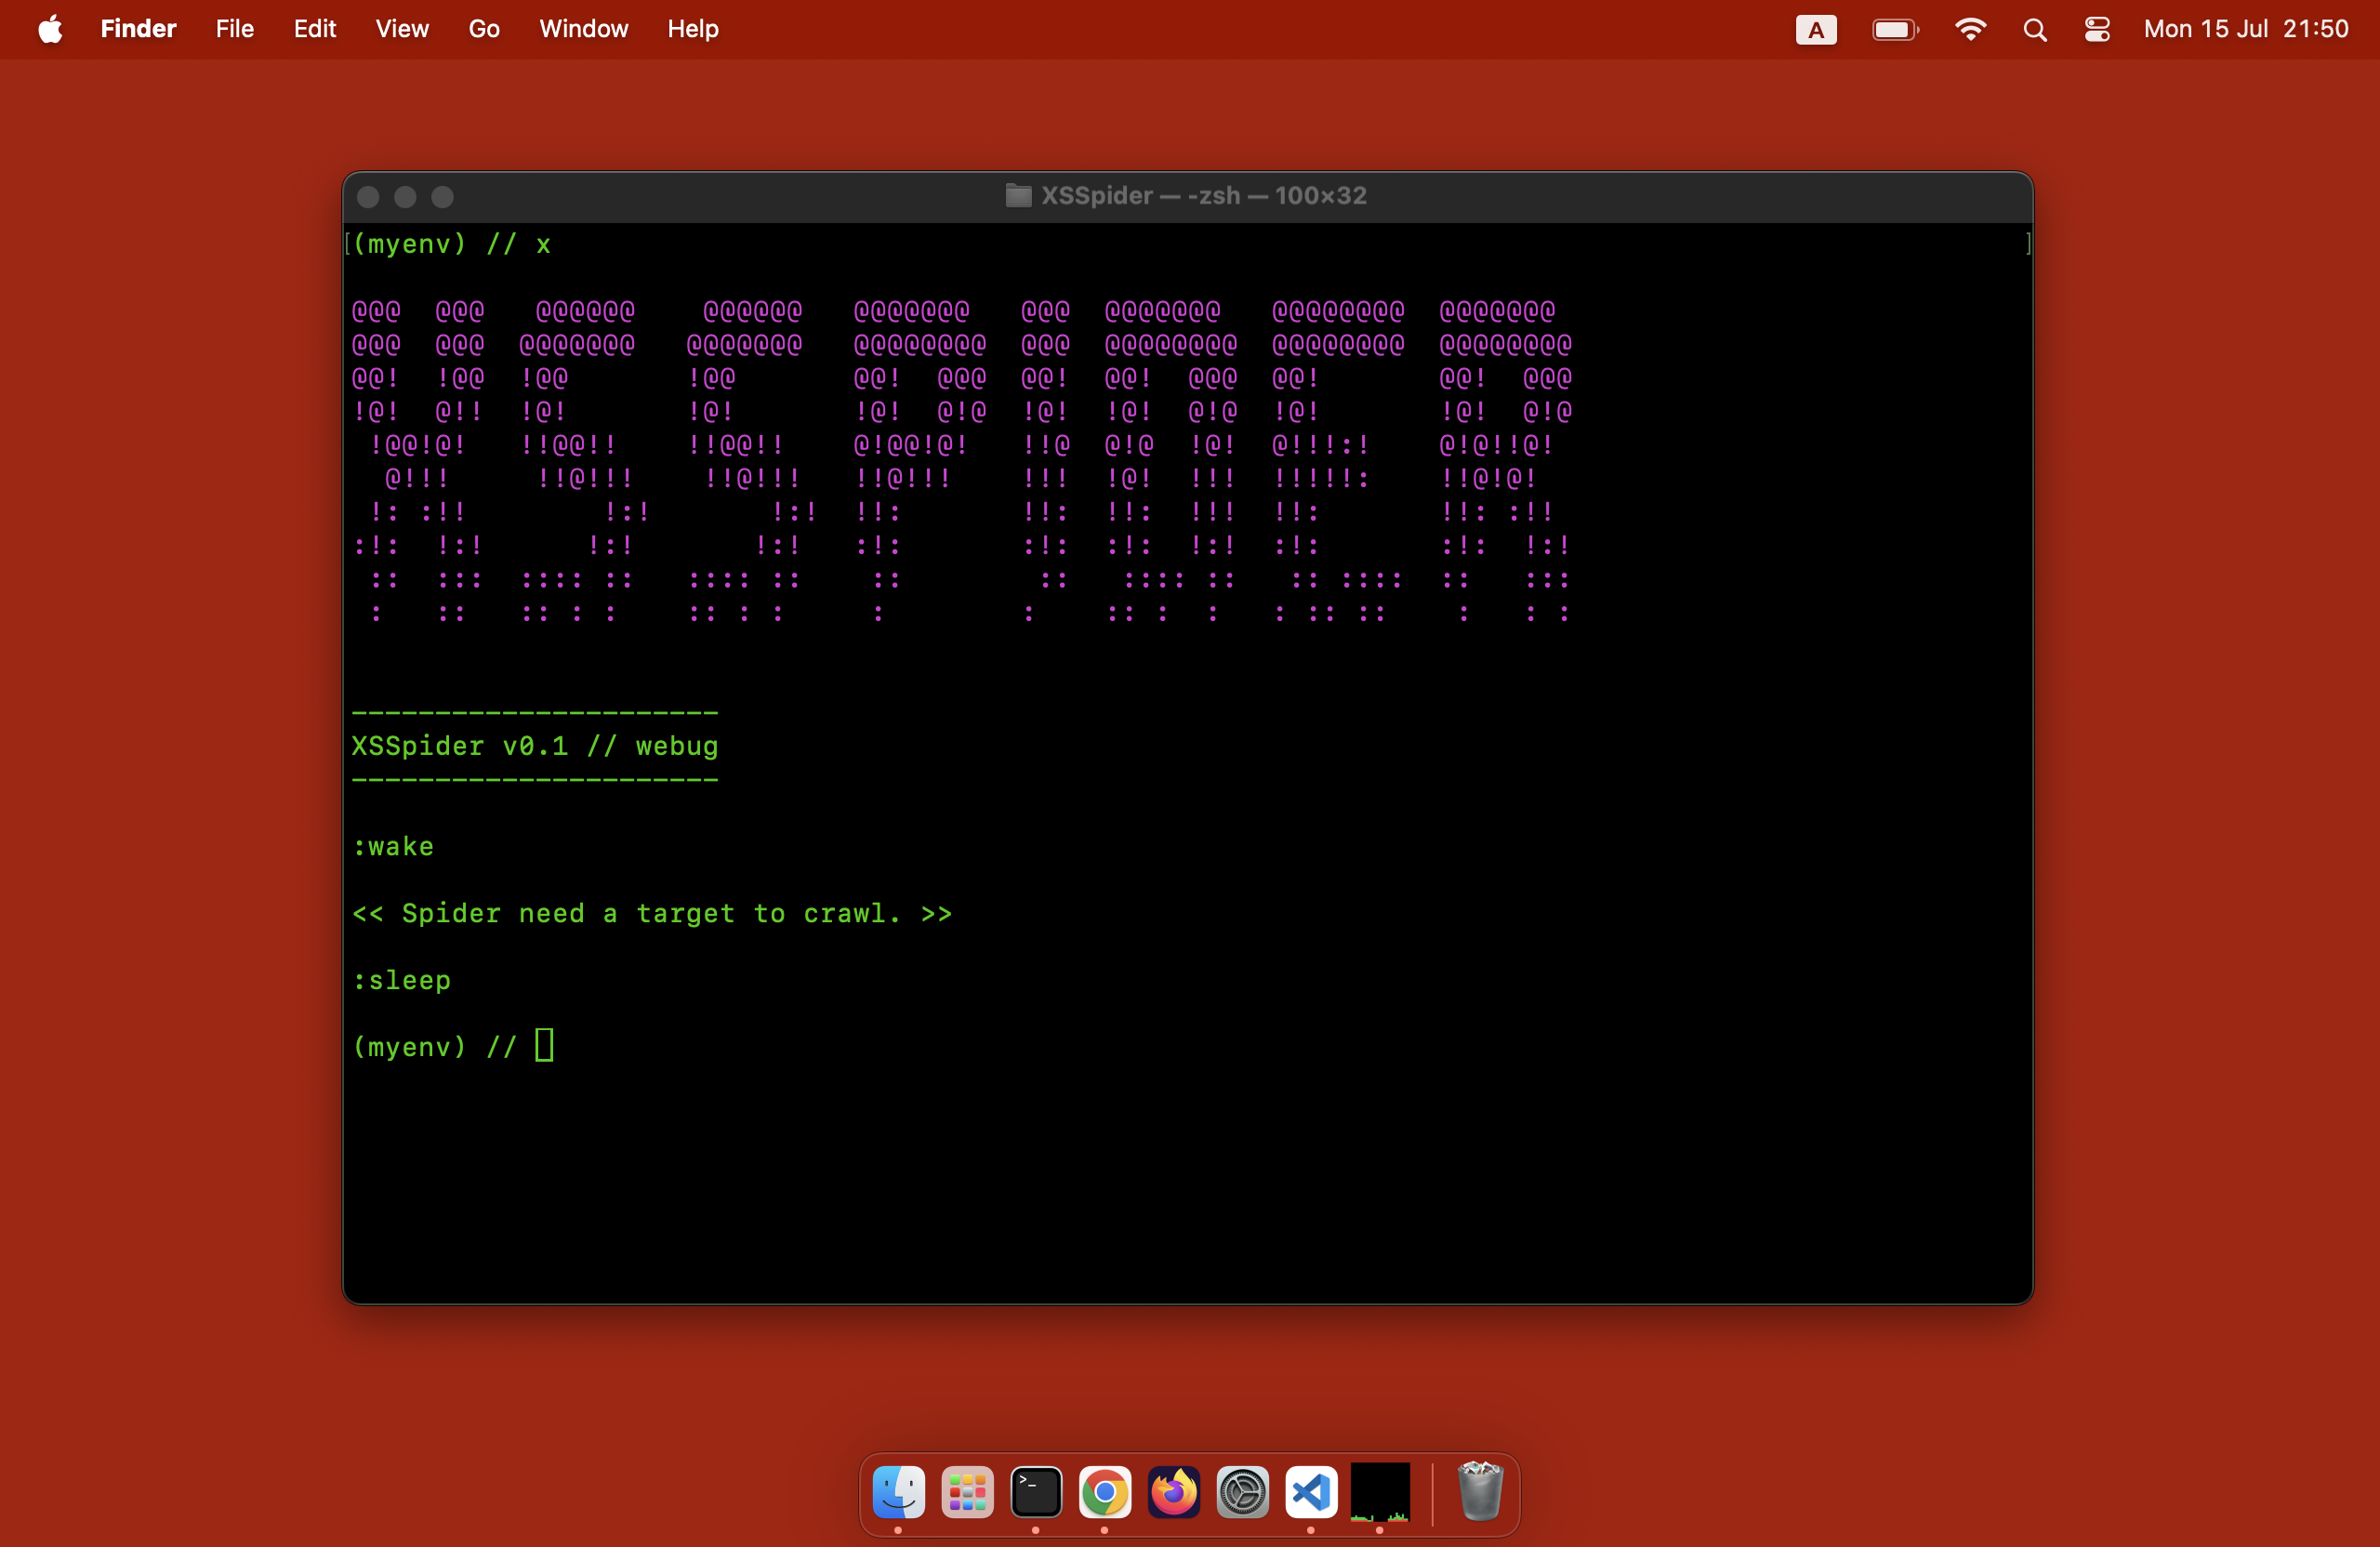 Finder File Edit View Go Window Help A Mon 15 Jul 21:50
XSSpider — -zsh — 100×32
[(myenv) // x ]
@@@  @@@   @@@@@@    @@@@@@   @@@@@@@   @@@  @@@@@@@   @@@@@@@@  @@@@@@@
@@@  @@@  @@@@@@@   @@@@@@@   @@@@@@@@  @@@  @@@@@@@@  @@@@@@@@  @@@@@@@@
@@!  !@@  !@@       !@@       @@!  @@@  @@!  @@!  @@@  @@!       @@!  @@@
!@!  @!!  !@!       !@!       !@!  @!@  !@!  !@!  @!@  !@!       !@!  @!@
 !@@!@!   !!@@!!    !!@@!!    @!@@!@!   !!@  @!@  !@!  @!!!:!    @!@!!@!
  @!!!     !!@!!!    !!@!!!   !!@!!!    !!!  !@!  !!!  !!!!!:    !!@!@!
 !: :!!        !:!       !:!  !!:       !!:  !!:  !!!  !!:       !!: :!!
:!:  !:!      !:!       !:!   :!:       :!:  :!:  !:!  :!:       :!:  !:!
 ::  :::  :::: ::   :::: ::    ::        ::   :::: ::   :: ::::  ::   :::
 :   ::   :: : :    :: : :     :        :    :: :  :   : :: ::    :   : :
----------------------
XSSpider v0.1 // webug
----------------------
:wake
<< Spider need a target to crawl. >>
:sleep
(myenv) //
>_